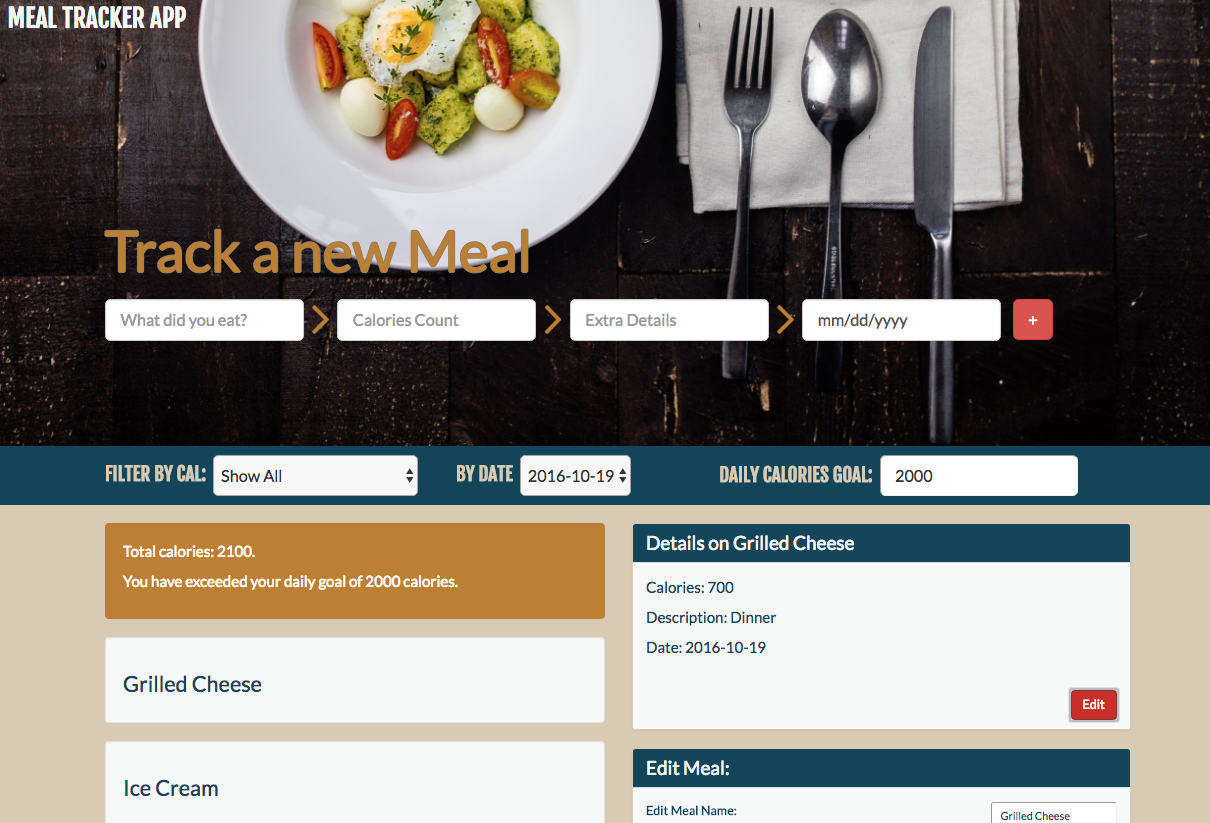 MEAL TRACKER APP
Track a new Meal
What did you eat? Calories Count Extra Details mm/dd/yyyy +
FILTER BY CAL: Show All BY DATE 2016-10-19 DAILY CALORIES GOAL: 2000
Total calories: 2100.
You have exceeded your daily goal of 2000 calories.
Grilled Cheese
Ice Cream
Details on Grilled Cheese
Calories: 700
Description: Dinner
Date: 2016-10-19
Edit
Edit Meal:
Edit Meal Name: Grilled Cheese